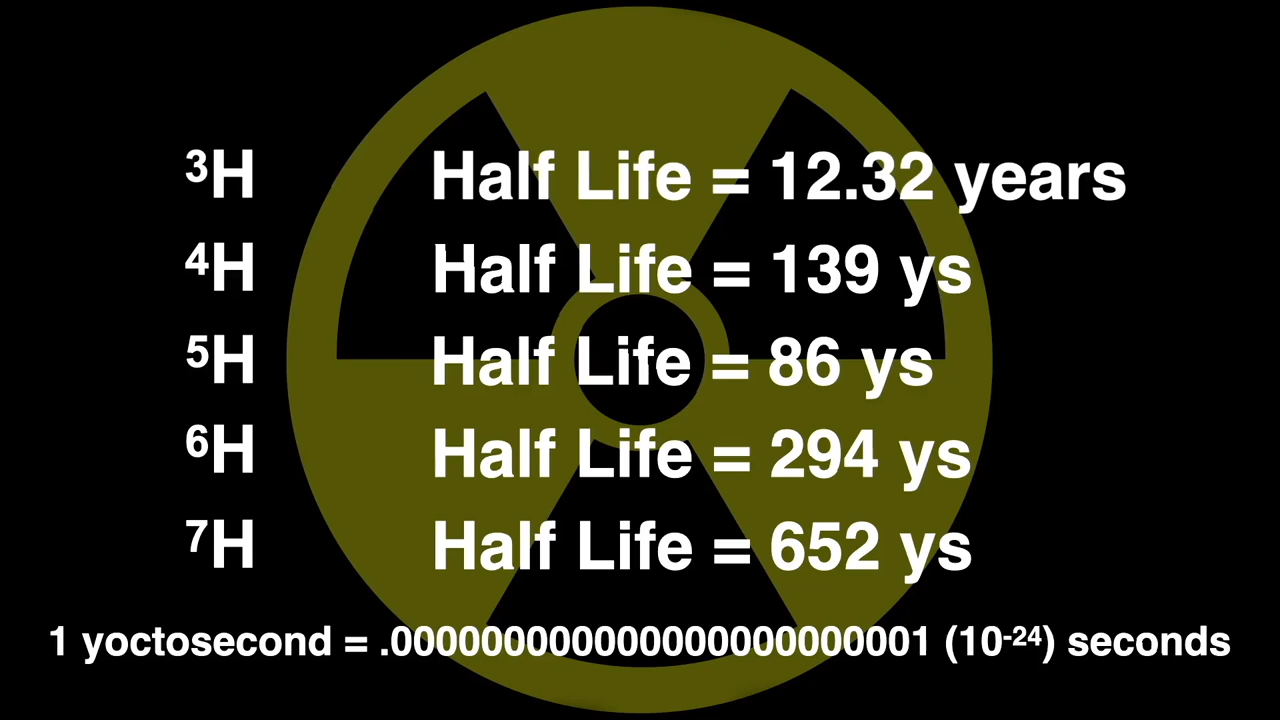 ³H Half Life = 12.32 years
⁴H Half Life = 139 ys
⁵H Half Life = 86 ys
⁶H Half Life = 294 ys
⁷H Half Life = 652 ys
1 yoctosecond = .000000000000000000000001 (10⁻²⁴) seconds